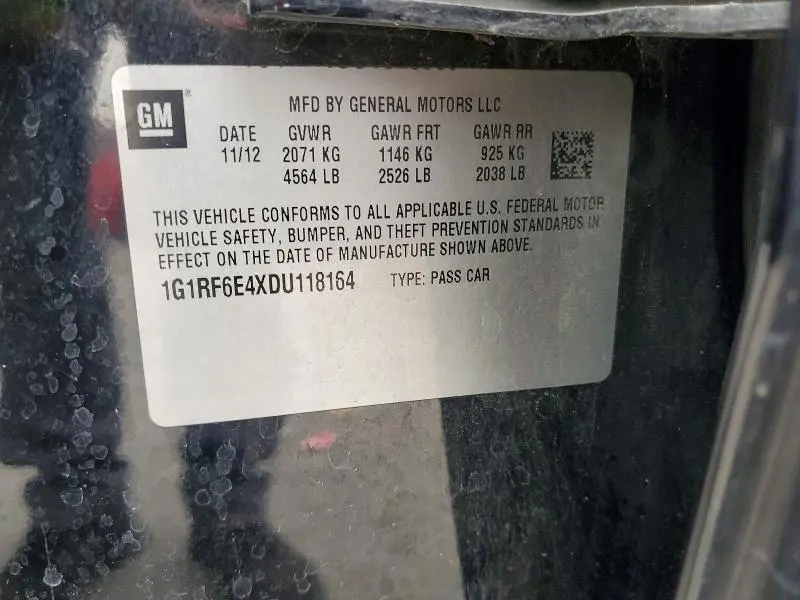 GM
MFD BY GENERAL MOTORS LLC
DATE GVWR GAWR FRT GAWR RR
11/12 2071 KG 1146 KG 925 KG
4564 LB 2526 LB 2038 LB
THIS VEHICLE CONFORMS TO ALL APPLICABLE U.S. FEDERAL MOTOR
VEHICLE SAFETY, BUMPER, AND THEFT PREVENTION STANDARDS IN
EFFECT ON THE DATE OF MANUFACTURE SHOWN ABOVE.
1G1RF6E4XDU118164 TYPE: PASS CAR